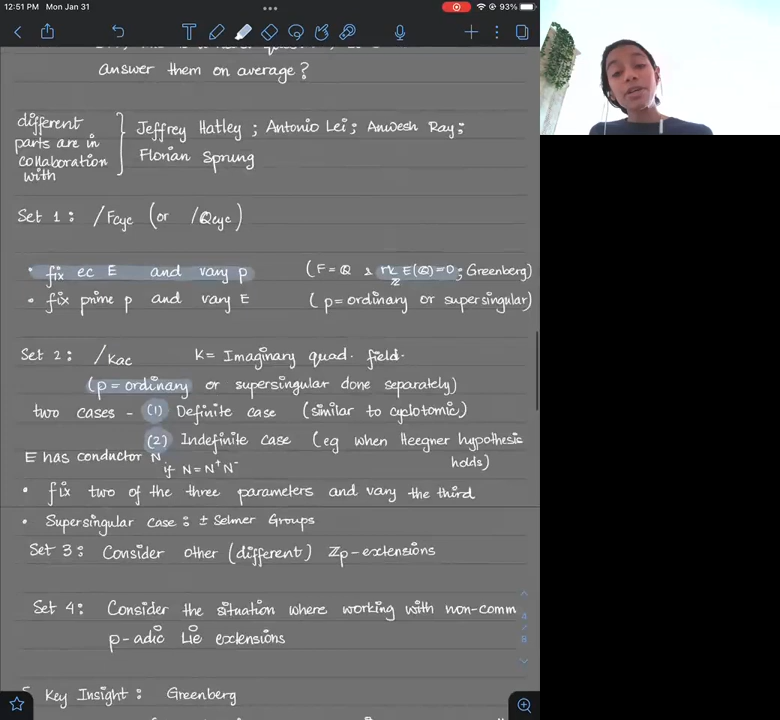 12:51 PM Mon Jan 31
93%
answer them on average?
different
parts are in
collaboration
with
Jeffrey Hatley ; Antonio Lei ; Anwesh Ray ;
Florian Sprung
Set 1 : /Fcyc (or /Qcyc)
• fix ec E and vary p (F = Q & rk_Z E(Q) = 0 ; Greenberg)
• fix prime p and vary E (p = ordinary or supersingular)
Set 2 : /Kac K = Imaginary quad. field.
(p = ordinary or supersingular done separately)
two cases - (1) Definite case (similar to cyclotomic)
(2) Indefinite case (eg when Heegner hypothesis
holds)
E has conductor N
if N = N⁺N⁻
• fix two of the three parameters and vary the third
• Supersingular case : ± Selmer Groups
Set 3 : Consider other (different) Zp-extensions
Set 4 : Consider the situation where working with non-comm
p-adic Lie extensions
4
/
8
Key Insight : Greenberg